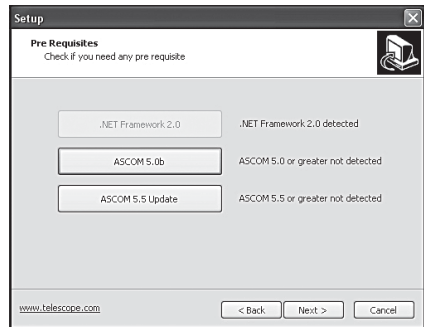 Setup
Pre Requisites
Check if you need any pre requisite
.NET Framework 2.0
.NET Framework 2.0 detected
ASCOM 5.0b
ASCOM 5.0 or greater not detected
ASCOM 5.5 Update
ASCOM 5.5 or greater not detected
www.telescope.com
< Back
Next >
Cancel